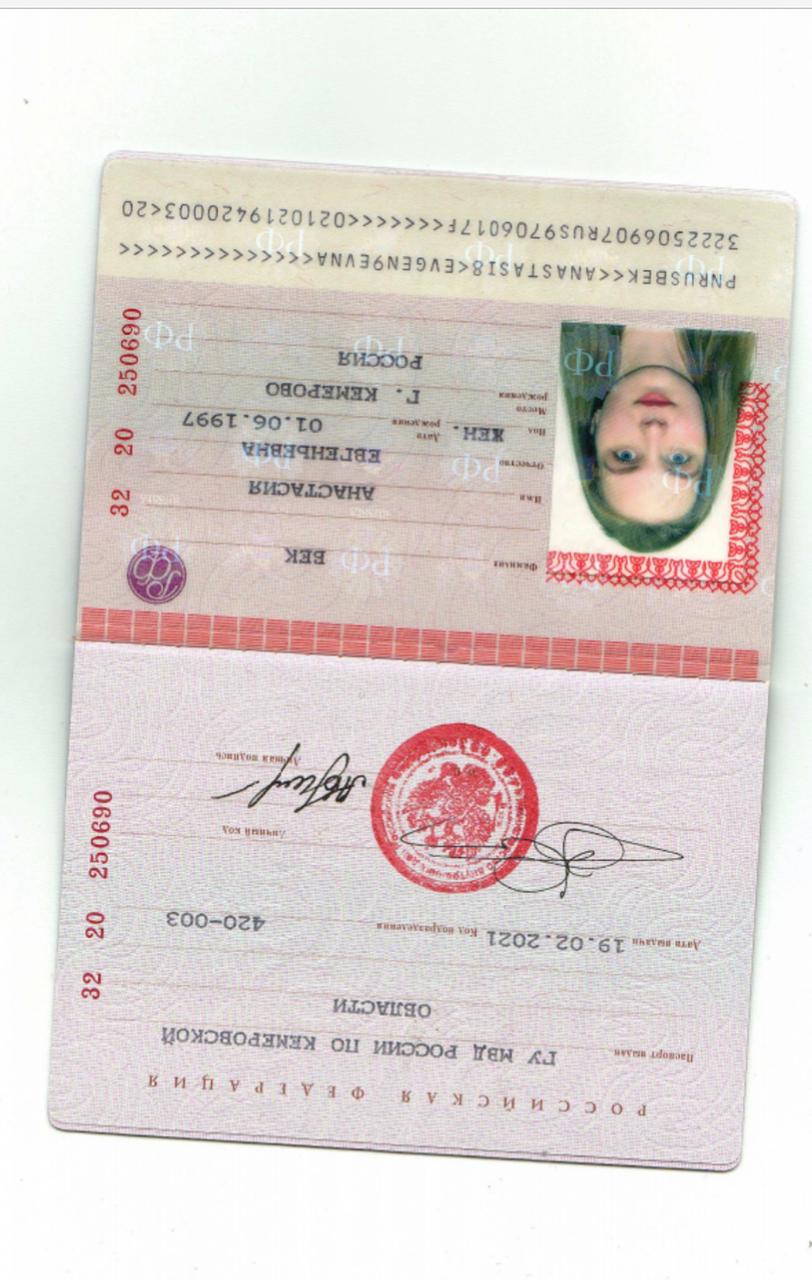 РОССИЙСКАЯ ФЕДЕРАЦИЯ
Паспорт выдан ГУ МВД РОССИИ ПО КЕМЕРОВСКОЙ
ОБЛАСТИ
Дата выдачи 19.02.2021 Код подразделения 420-003
Личный код
Личная подпись
32 20 250690
Фамилия БЕК
Имя АНАСТАСИЯ
Отчество ЕВГЕНЬЕВНА
Пол ЖЕН. Дата рождения 01.06.1997
Место рождения Г. КЕМЕРОВО
РОССИЯ
32 20 250690
PNRUSBEK<<ANASTASI8<EVGEN9EVNA<<<<<<<<<<<<<<
3222506907RUS9706017F<<<<<<<0210219420003<20